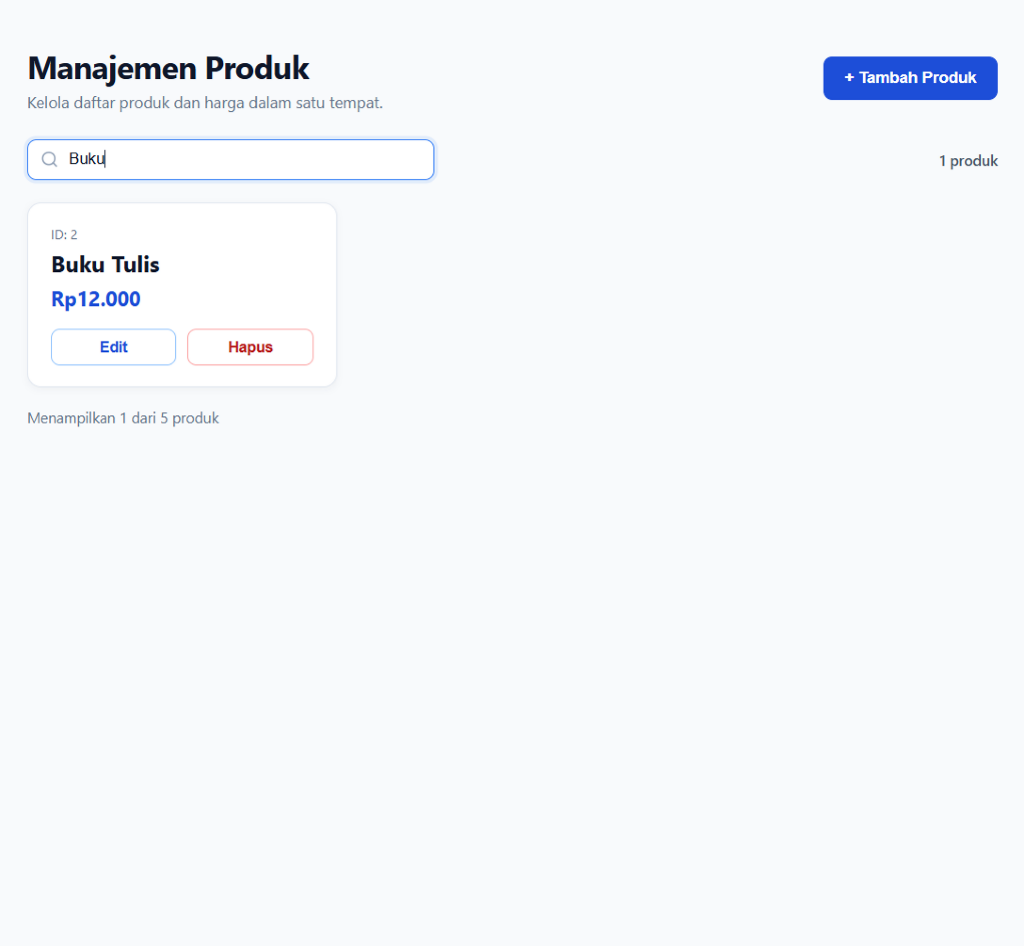 Manajemen Produk
Kelola daftar produk dan harga dalam satu tempat.
+ Tambah Produk
Buku
1 produk
ID: 2
Buku Tulis
Rp12.000
Edit
Hapus
Menampilkan 1 dari 5 produk